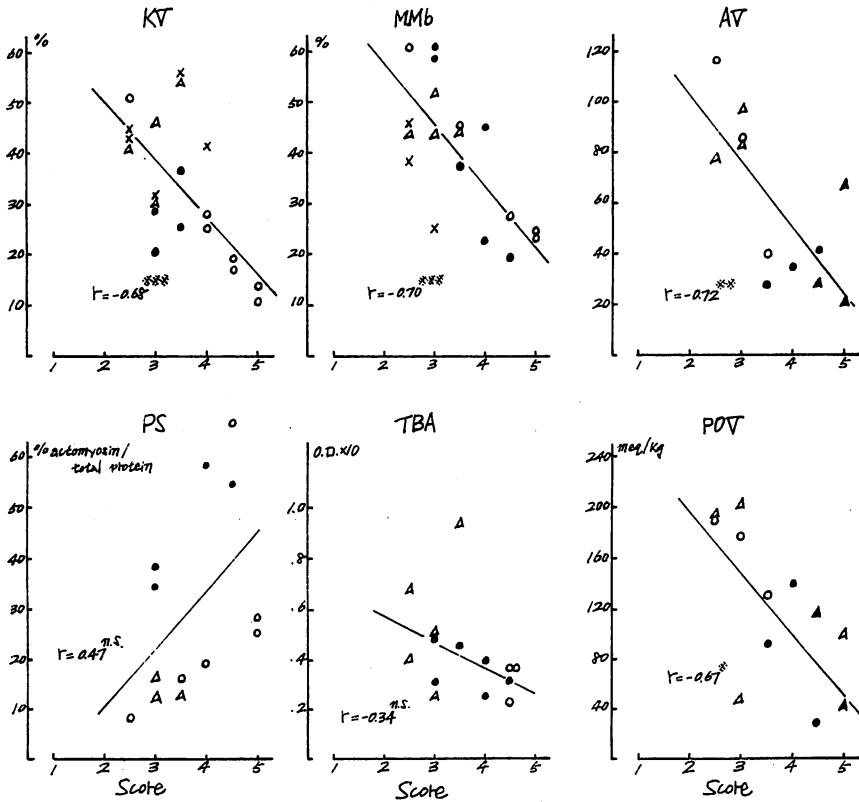 KV
%
60
50
40
30
20
10
r=-0.68***
1 2 3 4 5
MMb
%
60
50
40
30
20
10
r=-0.70***
1 2 3 4 5
AV
120
100
80
60
40
20
r=-0.72**
1 2 3 4 5
PS
% actomyosin/
total protein
60
50
40
30
20
10
r=0.47 n.s.
1 2 3 4 5
Score
TBA
O.D.×10
1.0
.8
.6
.4
.2
r=-0.34 n.s.
1 2 3 4 5
Score
POV
meq/Kg
240
200
160
120
80
40
r=-0.67*
1 2 3 4 5
Score